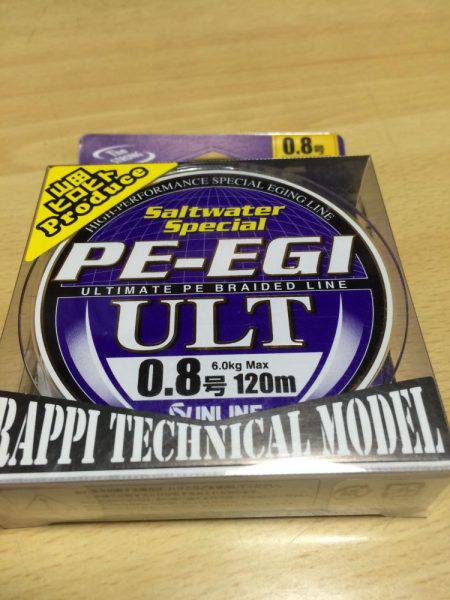 0.8号
山田
ヒロヒト
Produce
HIGH-PERFORMANCE SPECIAL EGING LINE
Saltwater
Special
PE-EGI
ULTIMATE PE BRAIDED LINE
ULT
6.0kg Max
0.8号 120m
SUNLINE
RAPPI TECHNICAL MODEL